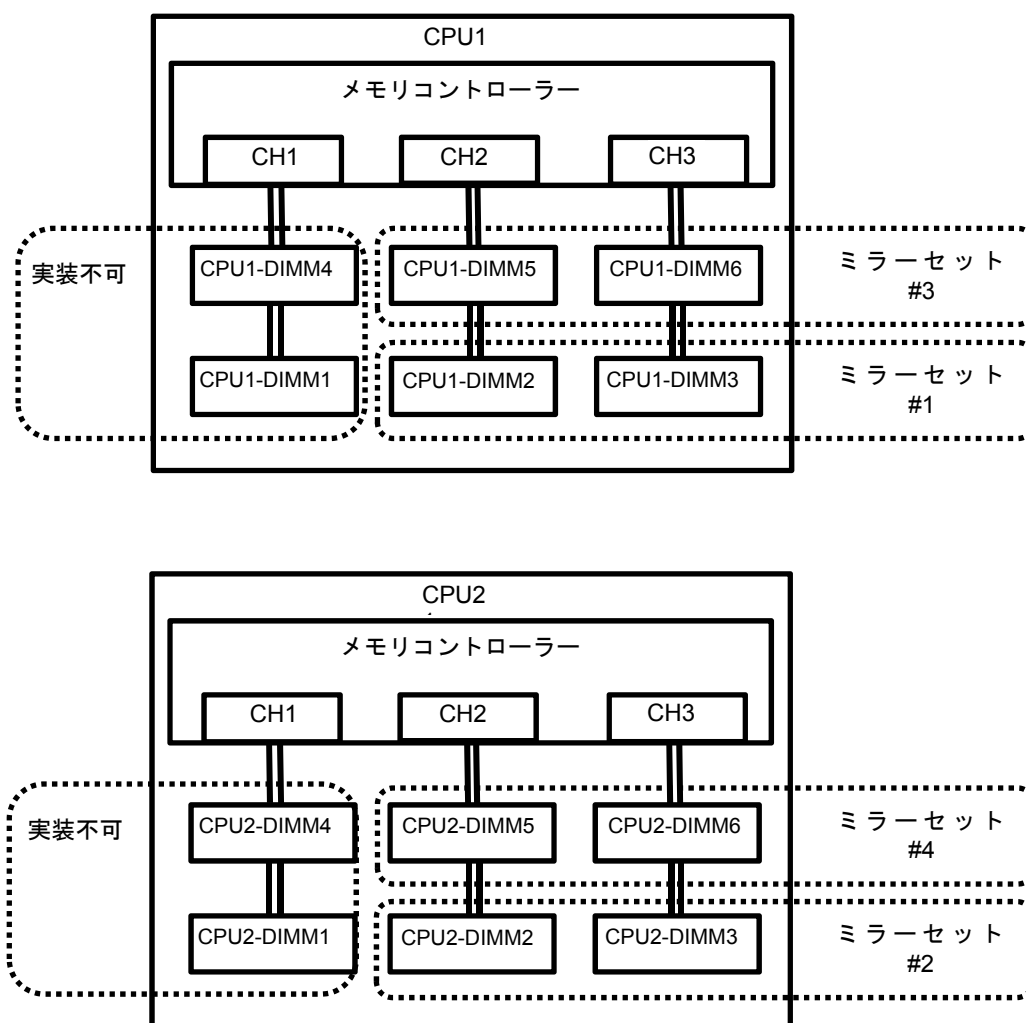 CPU1
メモリコントローラー
CH1
CH2
CH3
実装不可
CPU1-DIMM4
CPU1-DIMM5
CPU1-DIMM6
ミラーセット
#3
CPU1-DIMM1
CPU1-DIMM2
CPU1-DIMM3
ミラーセット
#1
CPU2
メモリコントローラー
CH1
CH2
CH3
実装不可
CPU2-DIMM4
CPU2-DIMM5
CPU2-DIMM6
ミラーセット
#4
CPU2-DIMM1
CPU2-DIMM2
CPU2-DIMM3
ミラーセット
#2